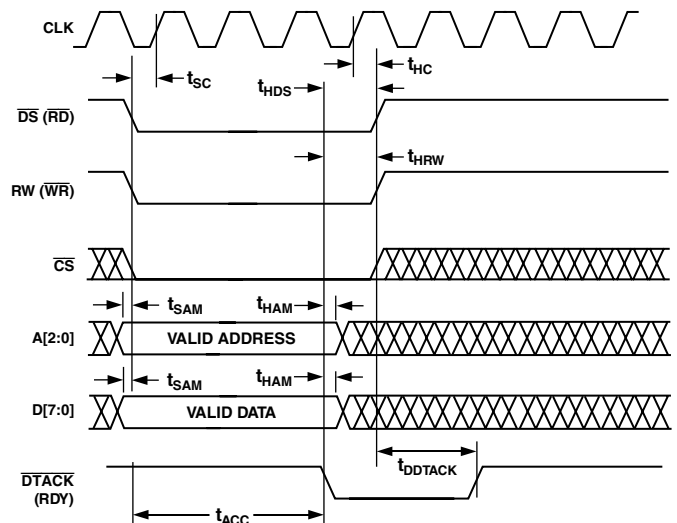 CLK
tSC
tHC
tHDS
DS (RD)
tHRW
RW (WR)
CS
tSAM
tHAM
A[2:0]
VALID ADDRESS
tSAM
tHAM
D[7:0]
VALID DATA
tDDTACK
DTACK
(RDY)
tACC